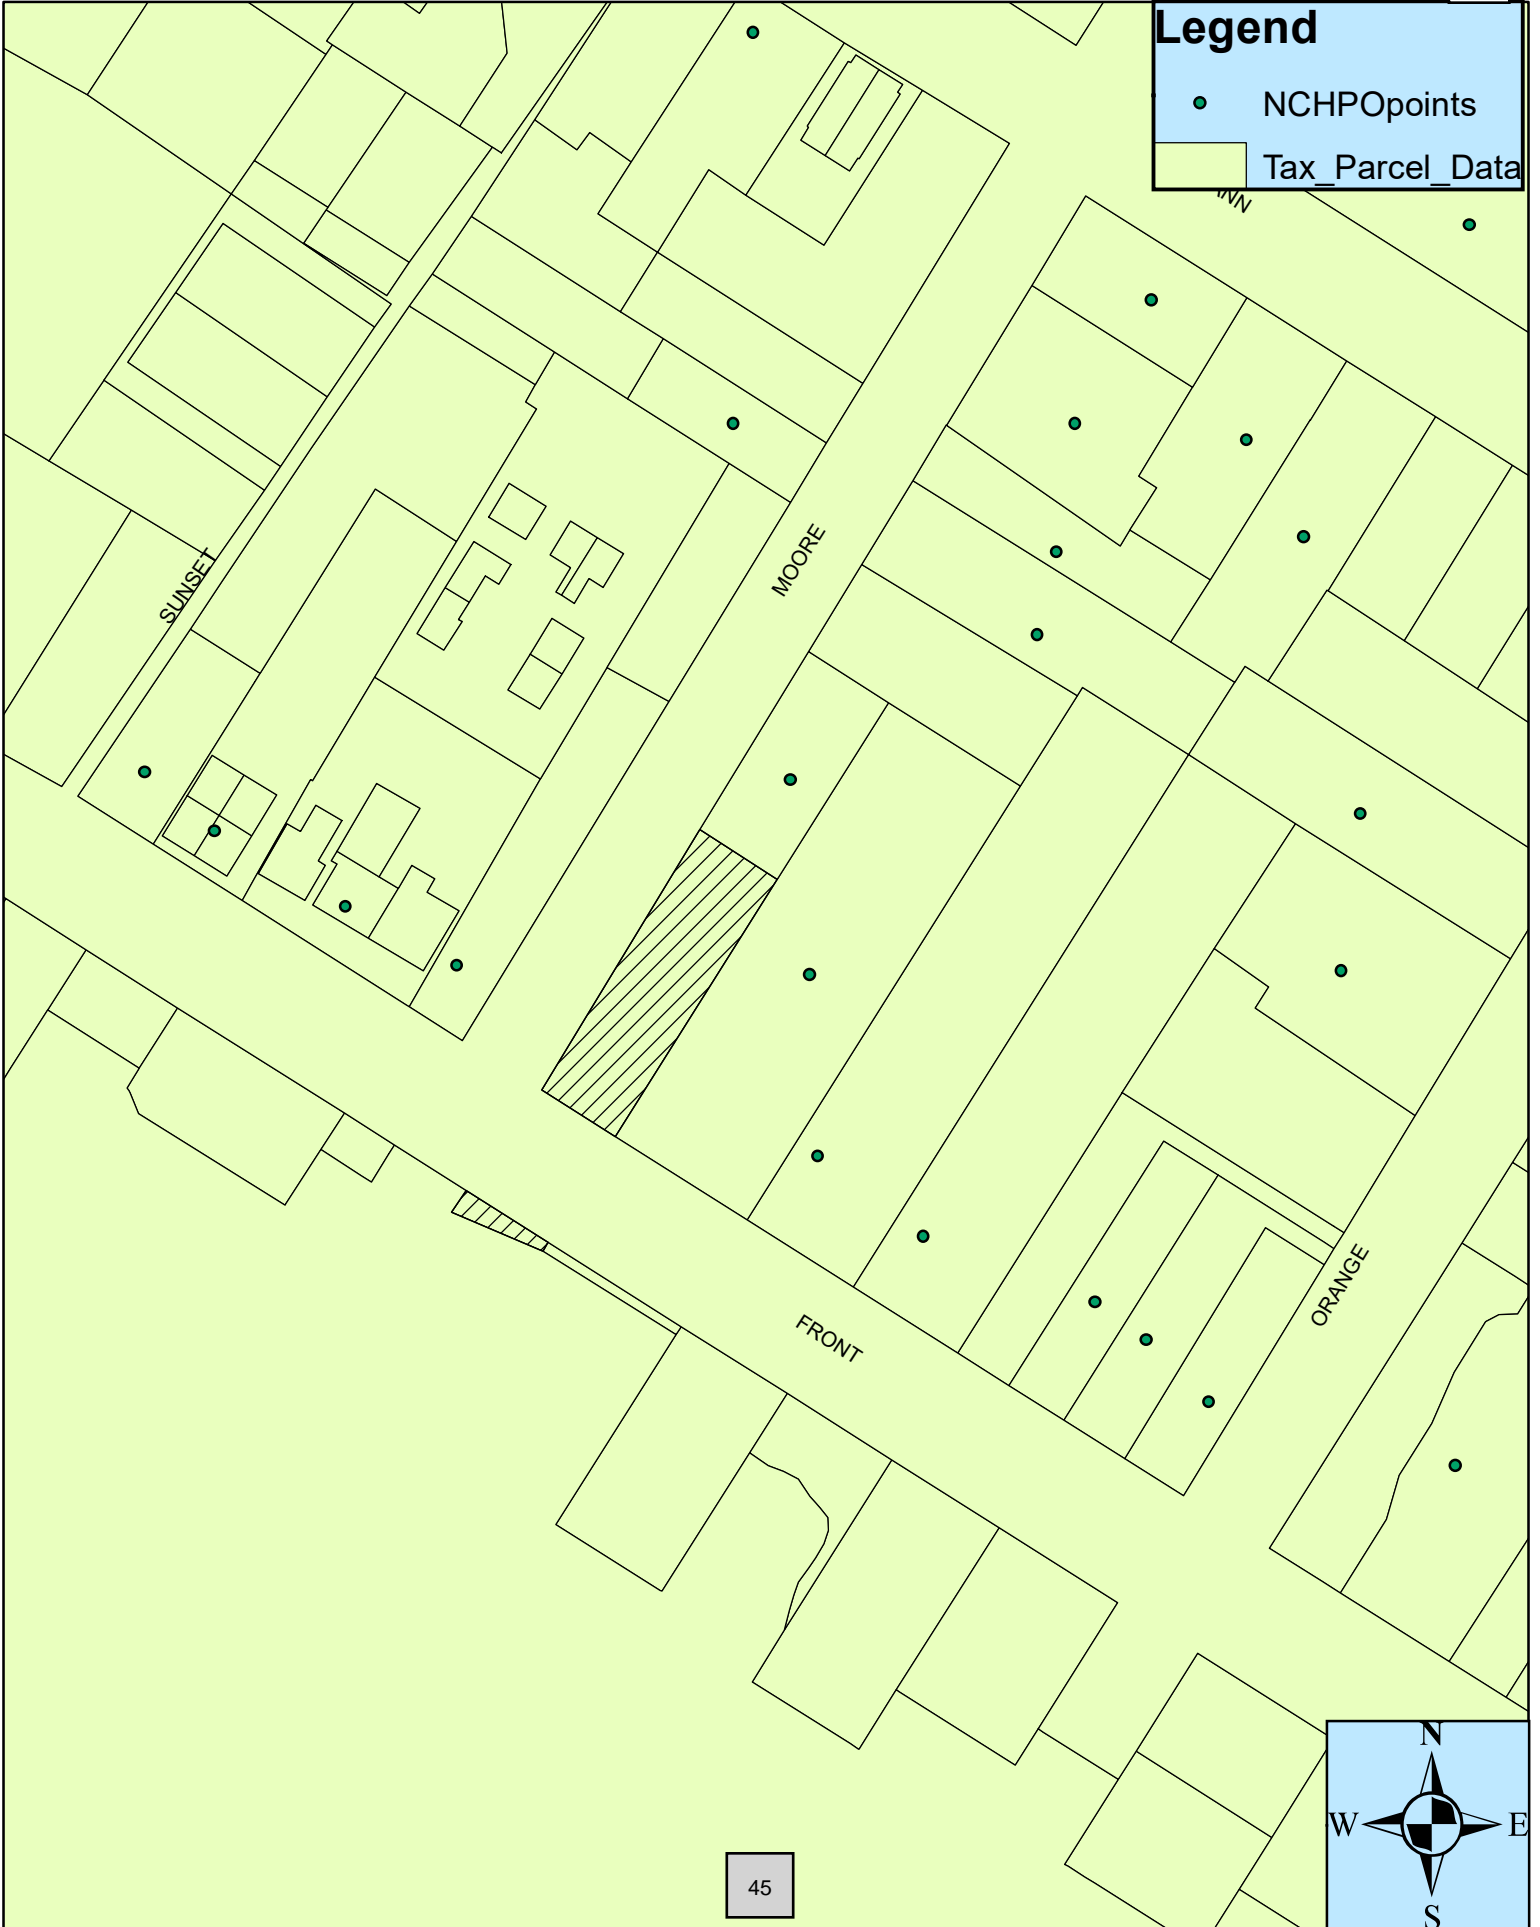 Legend
NCHPOpoints
Tax_Parcel_Data
SUNSET
MOORE
ORANGE
FRONT
N
W
E
S
45